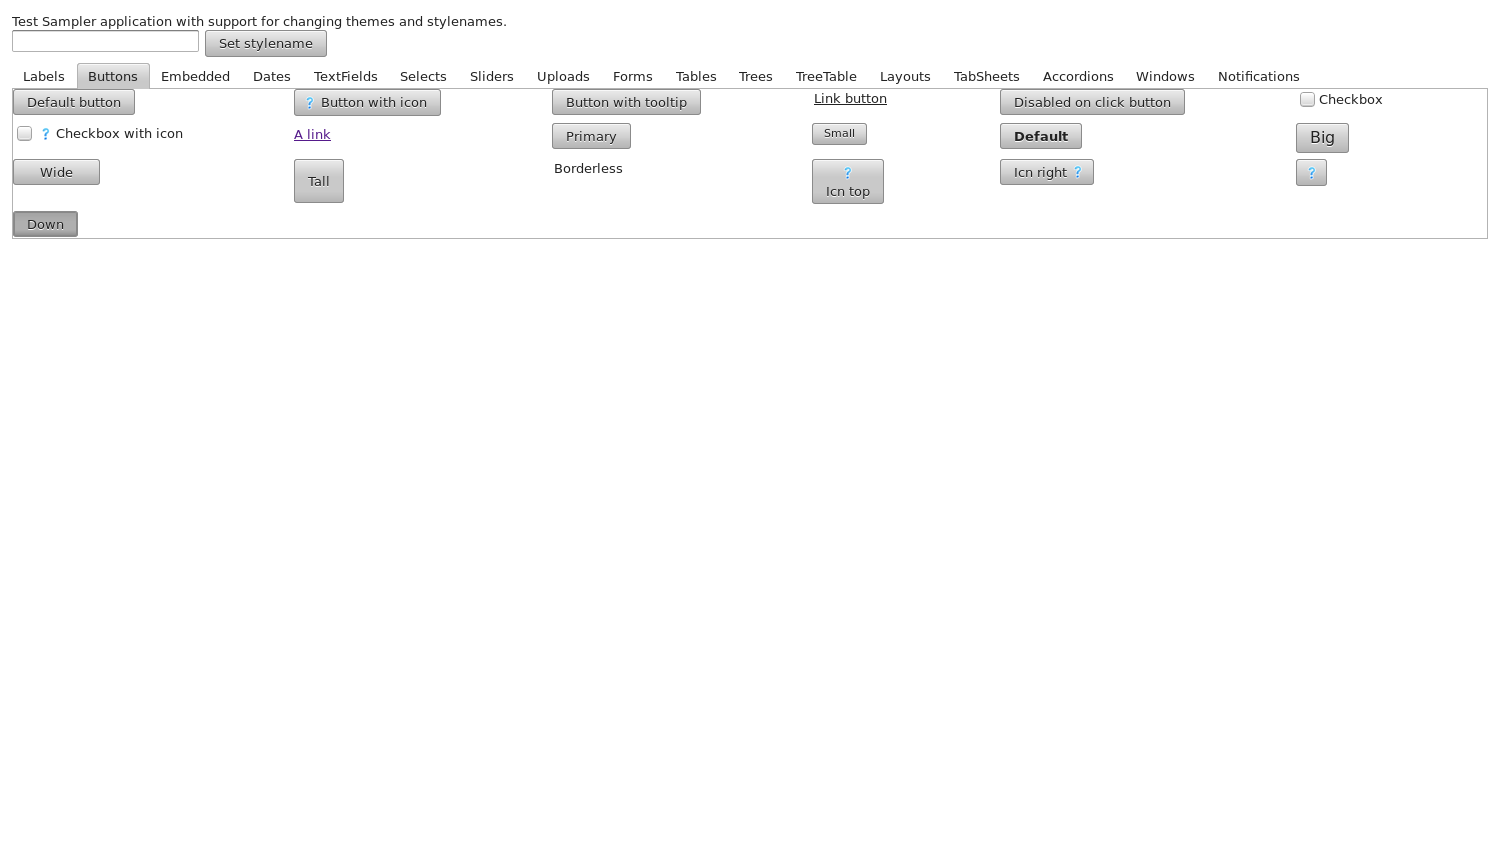 Test Sampler application with support for changing themes and stylenames.
Set stylename
Labels Buttons Embedded Dates TextFields Selects Sliders Uploads Forms Tables Trees TreeTable Layouts TabSheets Accordions Windows Notifications
Default button ? Button with icon Button with tooltip Link button Disabled on click button Checkbox
? Checkbox with icon A link Primary Small Default Big
Wide Tall Borderless ? Icn top Icn right ? ?
Down